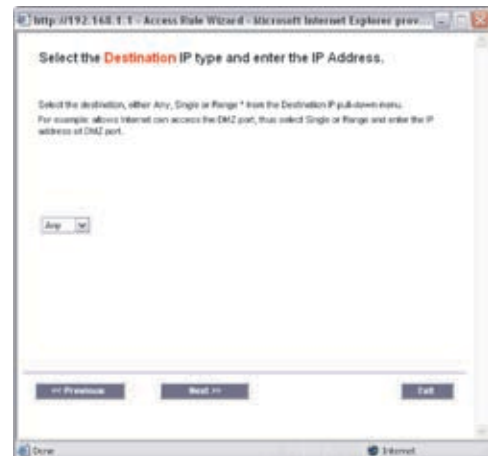 http://192.168.1.1 - Access Rule Wizard - Microsoft Internet Explorer prov...
Select the Destination IP type and enter the IP Address.
Select the destination, either Any, Single or Range * from the Destination IP pull-down menu.
For example: allows Internet can access the DMZ port, thus select Single or Range and enter the IP
address of DMZ port.
Any
<< Previous
Next >>
Exit
Done
Internet